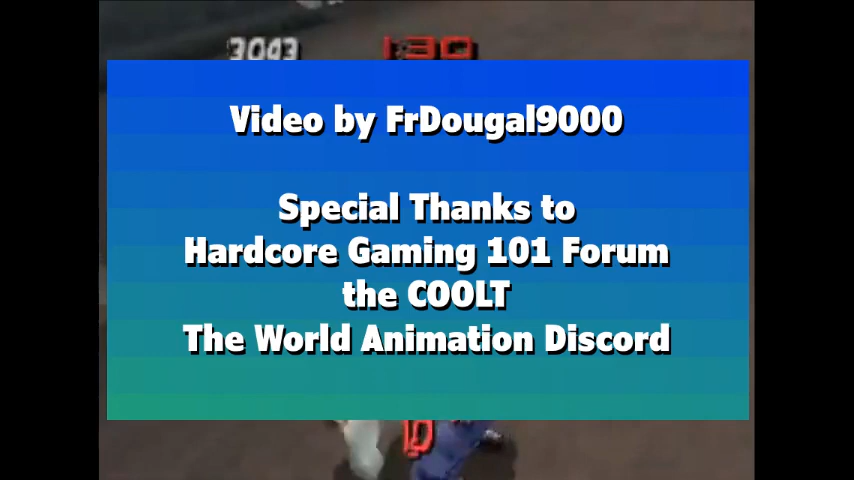 3043 1:30
Video by FrDougal9000
Special Thanks to
Hardcore Gaming 101 Forum
the COOLT
The World Animation Discord